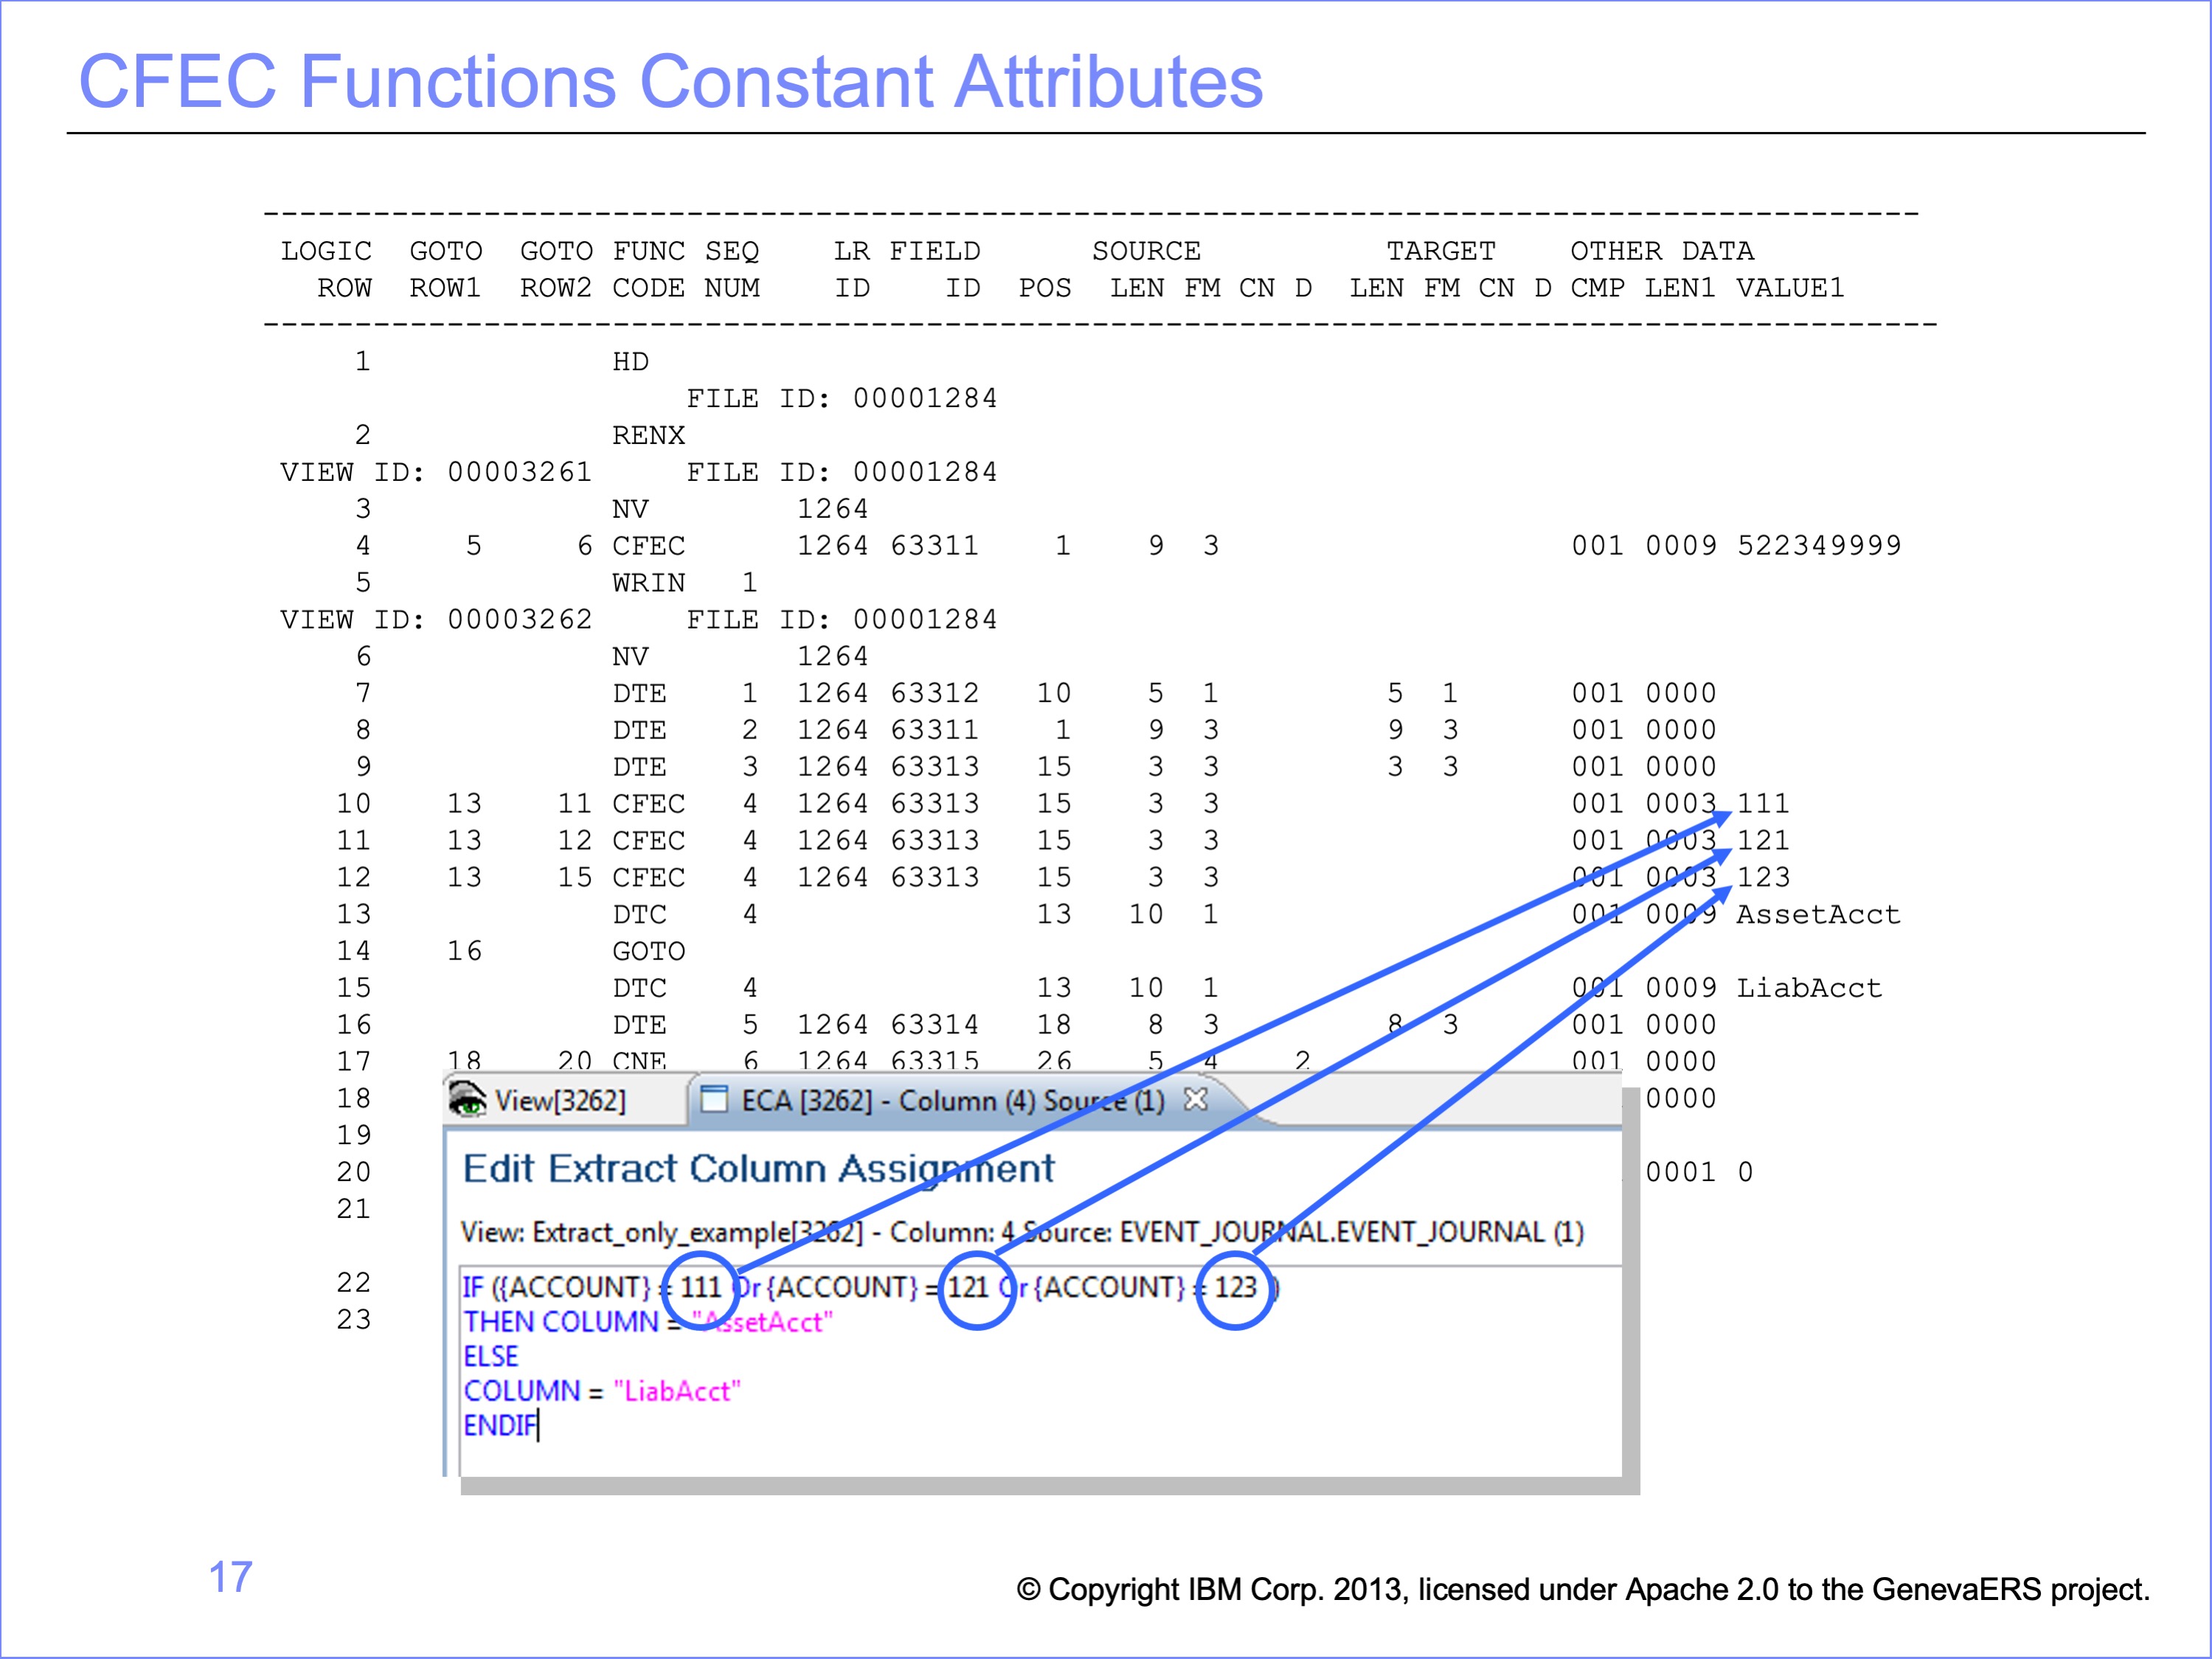 CFEC Functions Constant Attributes
LOGIC GOTO GOTO FUNC SEQ LR FIELD SOURCE TARGET OTHER DATA
ROW ROW1 ROW2 CODE NUM ID ID POS LEN FM CN D LEN FM CN D CMP LEN1 VALUE1
1 HD
FILE ID: 00001284
2 RENX
VIEW ID: 00003261 FILE ID: 00001284
3 NV 1264
4 5 6 CFEC 1264 63311 1 9 3 001 0009 522349999
5 WRIN 1
VIEW ID: 00003262 FILE ID: 00001284
6 NV 1264
7 DTE 1 1264 63312 10 5 1 5 1 001 0000
8 DTE 2 1264 63311 1 9 3 9 3 001 0000
9 DTE 3 1264 63313 15 3 3 3 3 001 0000
10 13 11 CFEC 4 1264 63313 15 3 3 001 0003 111
11 13 12 CFEC 4 1264 63313 15 3 3 001 0003 121
12 13 15 CFEC 4 1264 63313 15 3 3 001 0003 123
13 DTC 4 13 10 1 001 0009 AssetAcct
14 16 GOTO
15 DTC 4 13 10 1 001 0009 LiabAcct
16 DTE 5 1264 63314 18 8 3 8 3 001 0000
17 18 20 CNE 6 1264 63315 26 5 4 2 001 0000
18 0000
19
20 0001 0
21
22
23
View[3262] ECA [3262] - Column (4) Source (1)
Edit Extract Column Assignment
View: Extract_only_example[3262] - Column: 4 Source: EVENT_JOURNAL.EVENT_JOURNAL (1)
IF ({ACCOUNT} = 111 Or {ACCOUNT} = 121 Or {ACCOUNT} = 123 )
THEN COLUMN = "AssetAcct"
ELSE
COLUMN = "LiabAcct"
ENDIF
17
© Copyright IBM Corp. 2013, licensed under Apache 2.0 to the GenevaERS project.